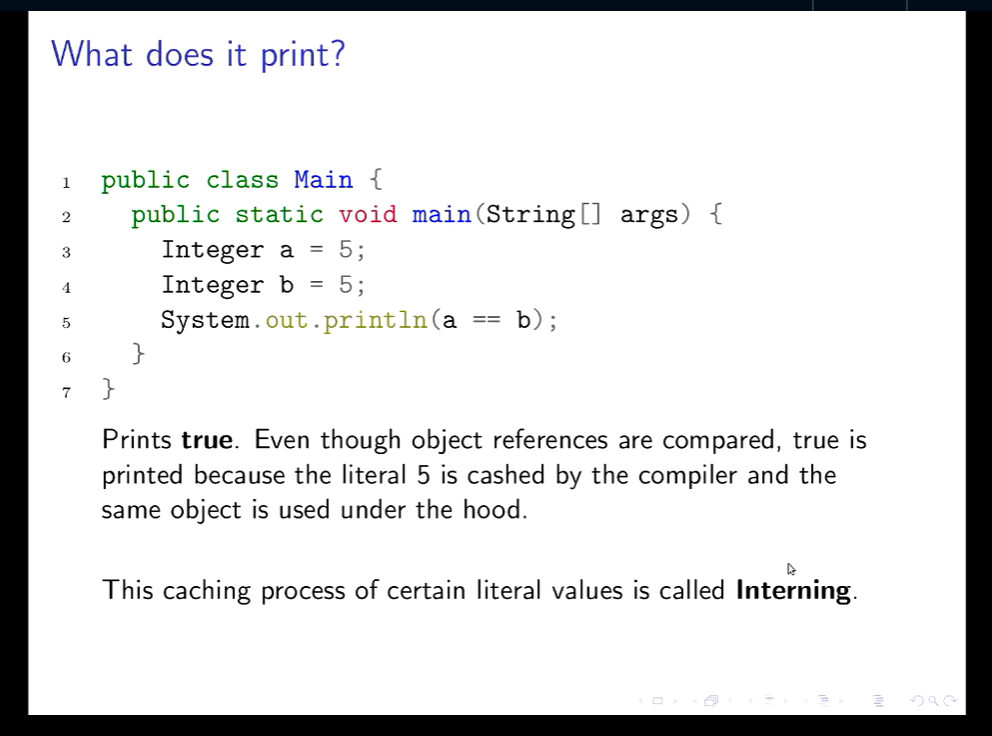 What does it print?
1 public class Main {
2 public static void main(String[] args) {
3 Integer a = 5;
4 Integer b = 5;
5 System.out.println(a == b);
6 }
7 }
Prints true. Even though object references are compared, true is
printed because the literal 5 is cashed by the compiler and the
same object is used under the hood.
This caching process of certain literal values is called Interning.